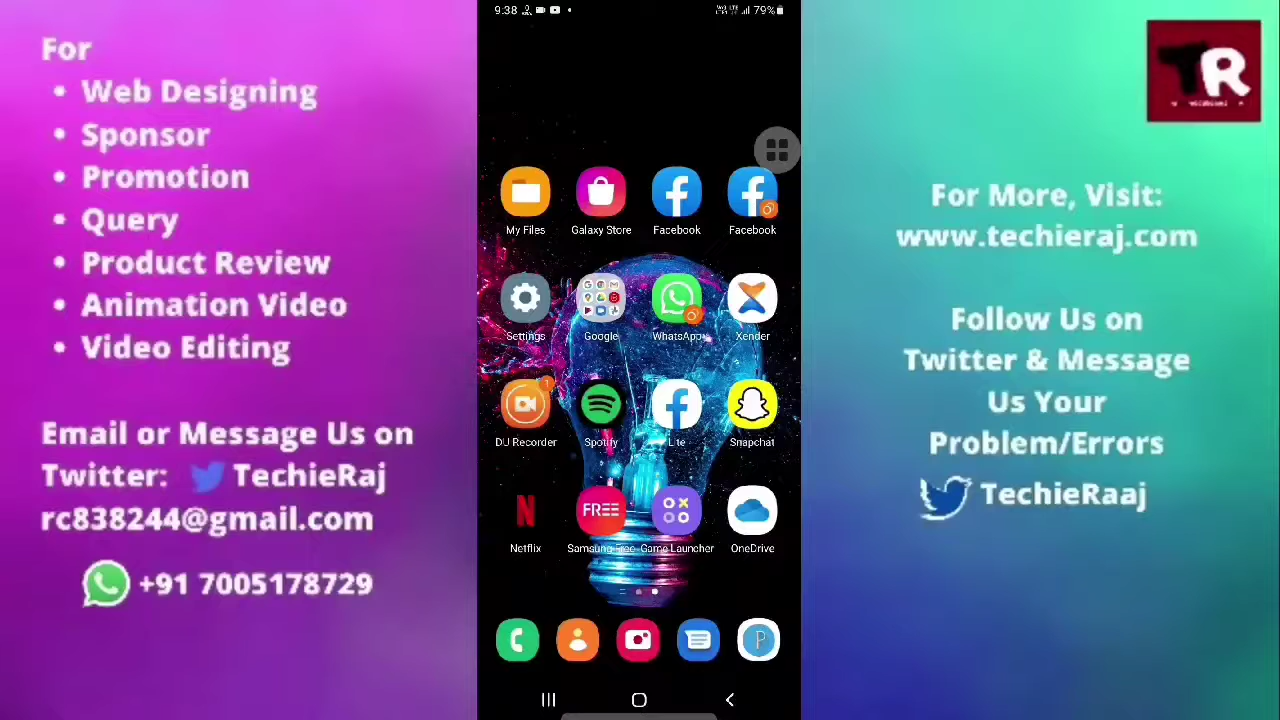 For
• Web Designing
• Sponsor
• Promotion
• Query
• Product Review
• Animation Video
• Video Editing
Email or Message Us on
Twitter: TechieRaj
rc838244@gmail.com
+91 7005178729
9:38
79%
My Files Galaxy Store Facebook Facebook
Settings Google WhatsApp Xender
1
DU Recorder Spotify Lite Snapchat
N FREE
Netflix Samsung Free Game Launcher OneDrive
P
TR
For More, Visit:
www.techieraj.com
Follow Us on
Twitter & Message
Us Your
Problem/Errors
TechieRaaj